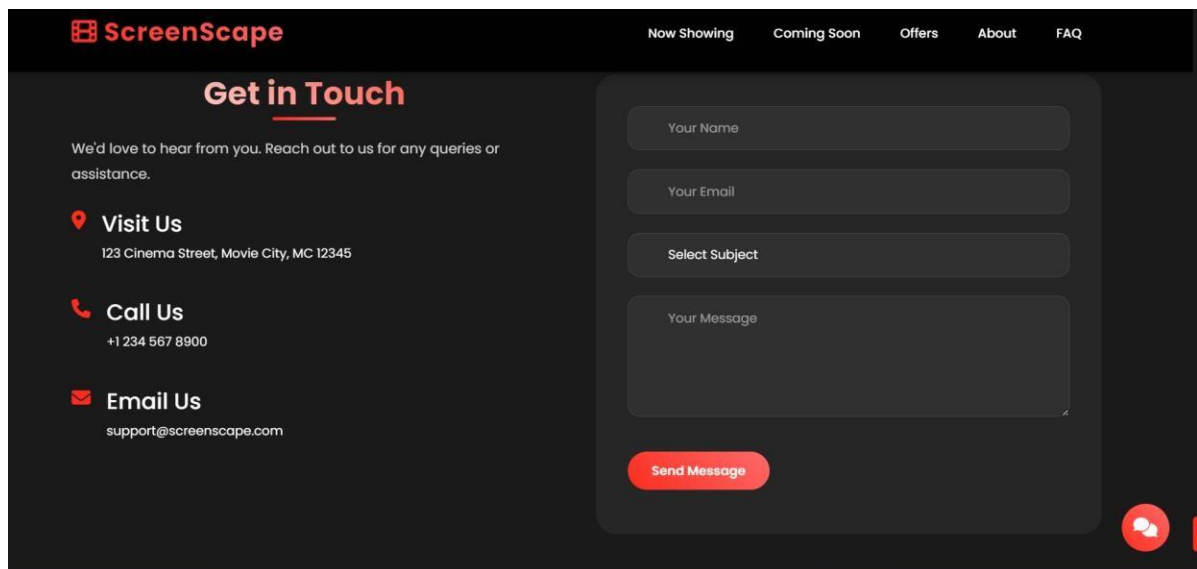 ScreenScape
Now Showing
Coming Soon
Offers
About
FAQ
Get in Touch
We'd love to hear from you. Reach out to us for any queries or
assistance.
Visit Us
123 Cinema Street, Movie City, MC 12345
Call Us
+1 234 567 8900
Email Us
support@screenscape.com
Your Name
Your Email
Select Subject
Your Message
Send Message